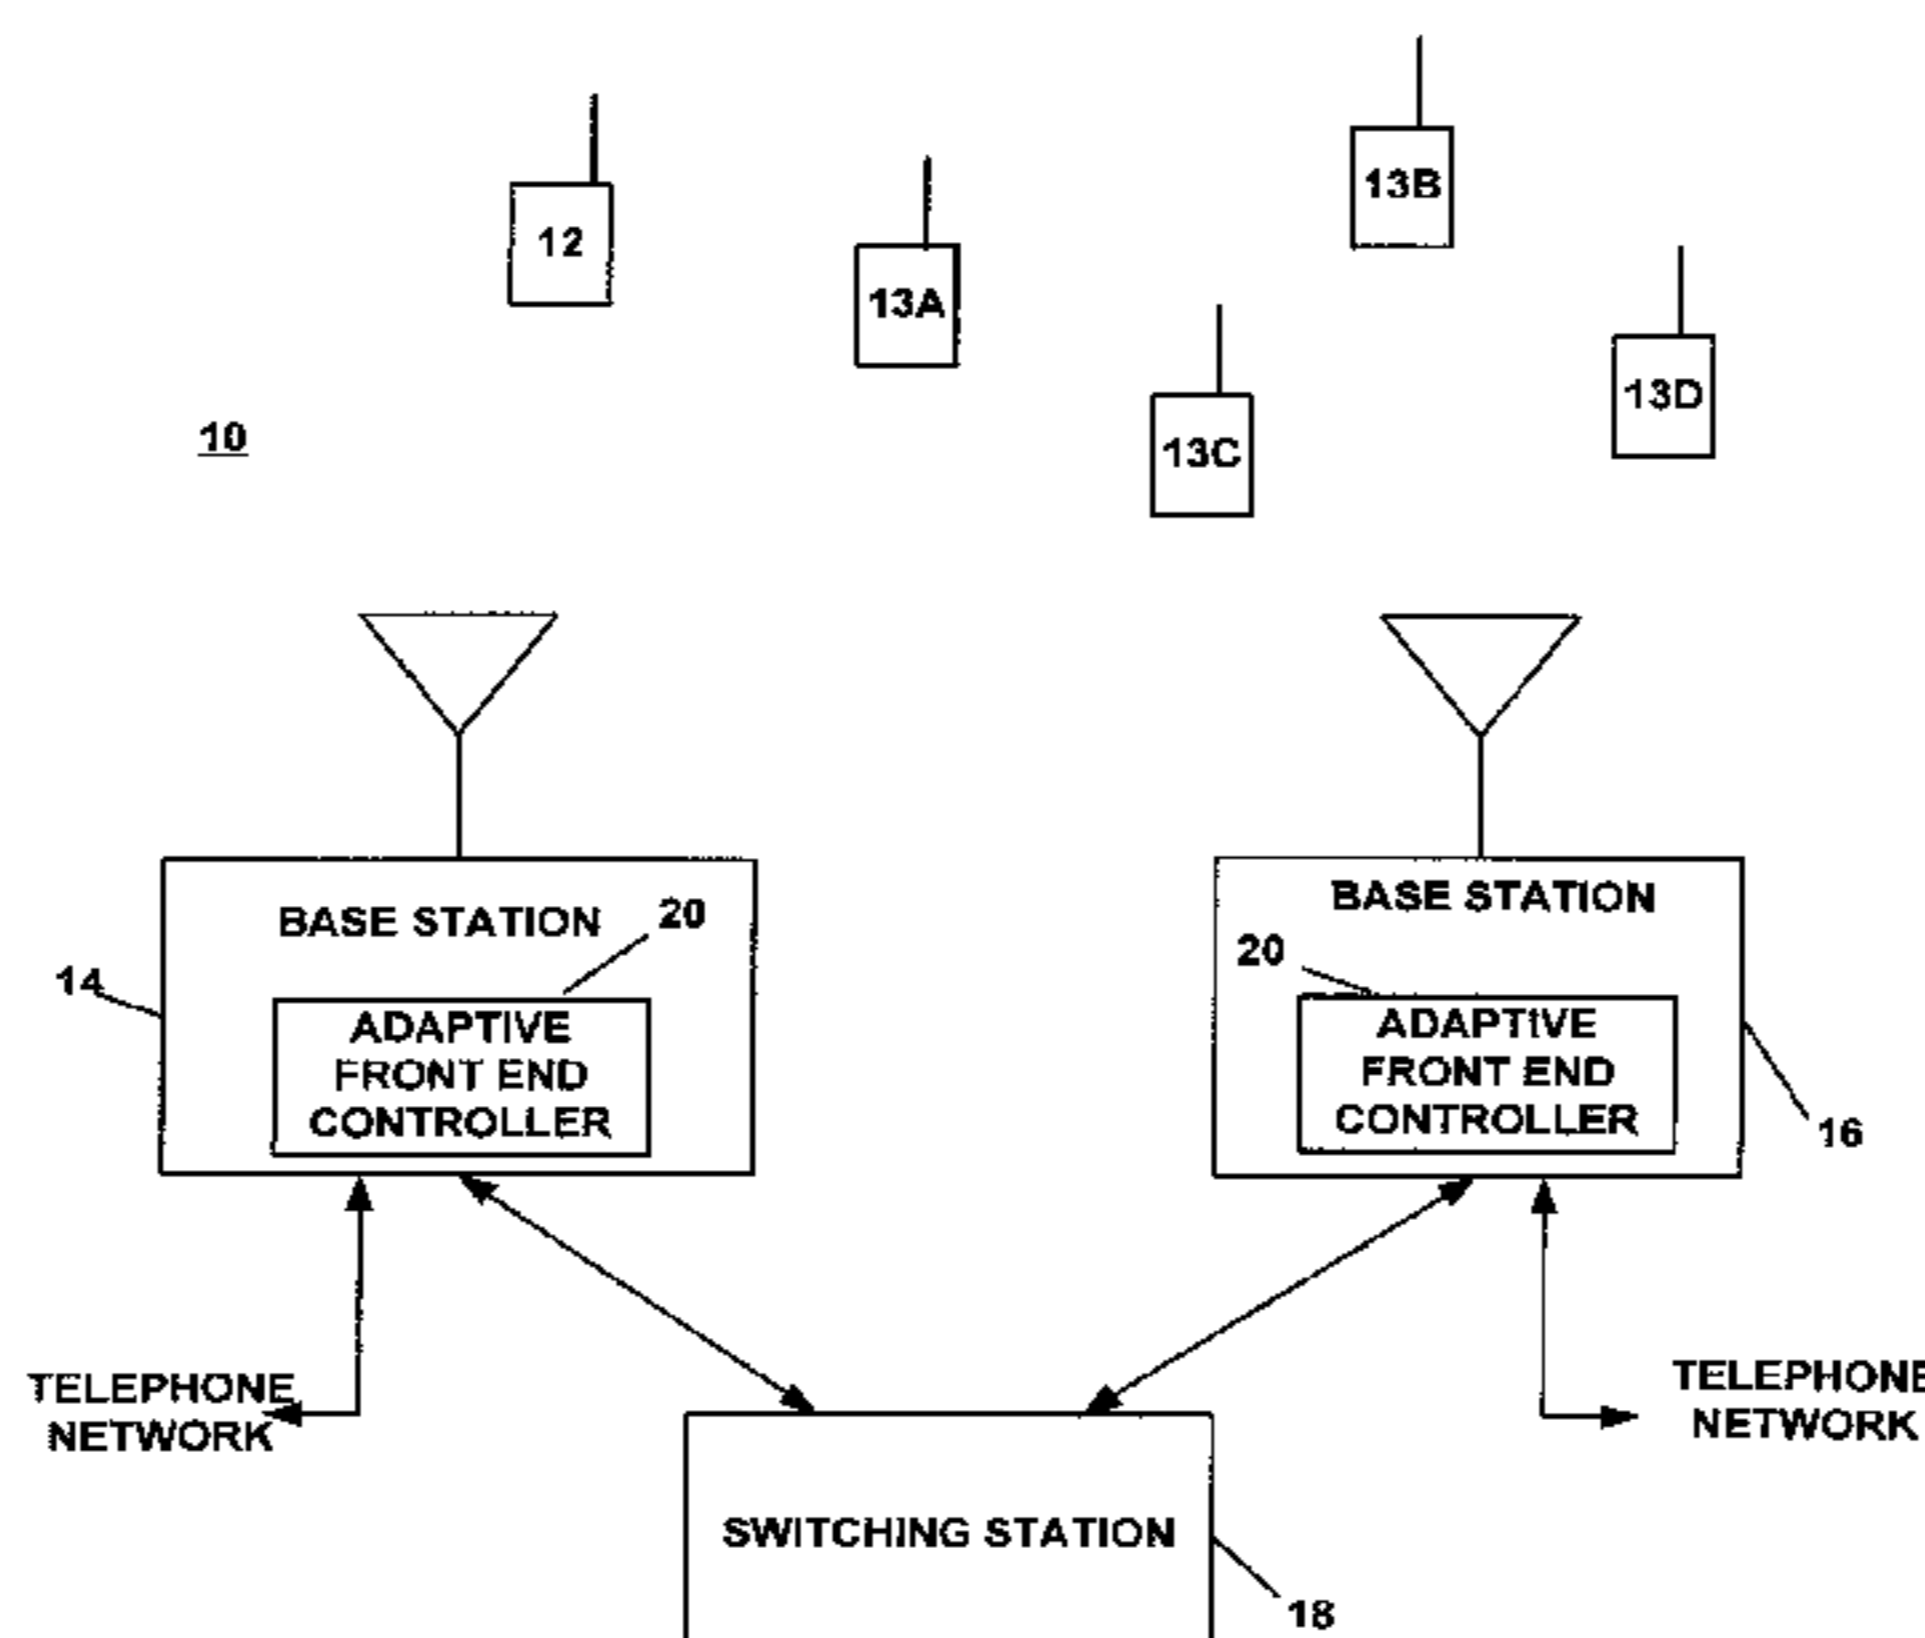 13B
12
13A
13D
10
13C
BASE STATION
20
BASE STATION
20
14
ADAPTIVE
FRONT END
CONTROLLER
ADAPTIVE
FRONT END
CONTROLLER
16
TELEPHONE
NETWORK
TELEPHONE
NETWORK
SWITCHING STATION
18